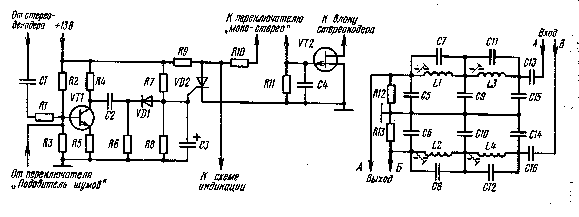 От стерео-
декодера
+13В
К переключателю
"моно-стерео"
К блоку
стереодекодера
Вход
А
В
C1
R2
R4
R9
R10
VT2
R7
VD2
R1
VT1
C2
VD1
R11
C4
R3
R5
R6
R8
C3
От переключателя
"Подавитель шумов"
К схеме
индикации
C7
C11
C13
L1
L3
R12
C5
C9
C15
R13
C6
C10
C14
L2
L4
C8
C12
C16
А
Б
Выход